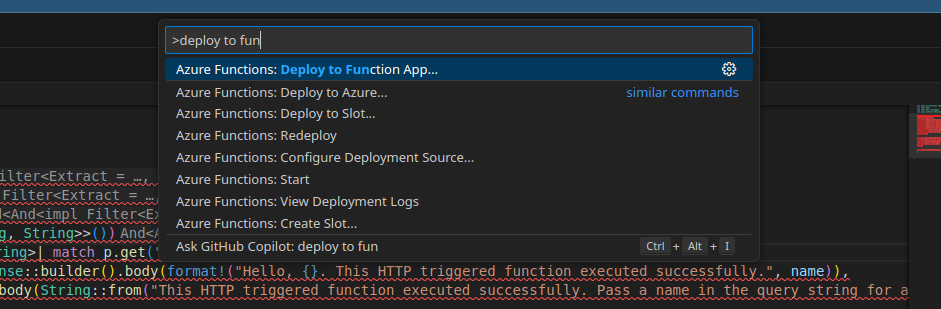 >deploy to fun
Azure Functions: Deploy to Function App...
Azure Functions: Deploy to Azure... similar commands
Azure Functions: Deploy to Slot...
Azure Functions: Redeploy
Azure Functions: Configure Deployment Source...
Azure Functions: Start
Azure Functions: View Deployment Logs
Azure Functions: Create Slot...
Ask GitHub Copilot: deploy to fun Ctrl + Alt + I
ilter<Extract = …,
Filter<Extract = …,
<And<impl Filter<Ex
g, String>>()) And<A
ring>| match p.get("
nse::builder().body(format!("Hello, {}. This HTTP triggered function executed successfully.", name)),
body(String::from("This HTTP triggered function executed successfully. Pass a name in the query string for a